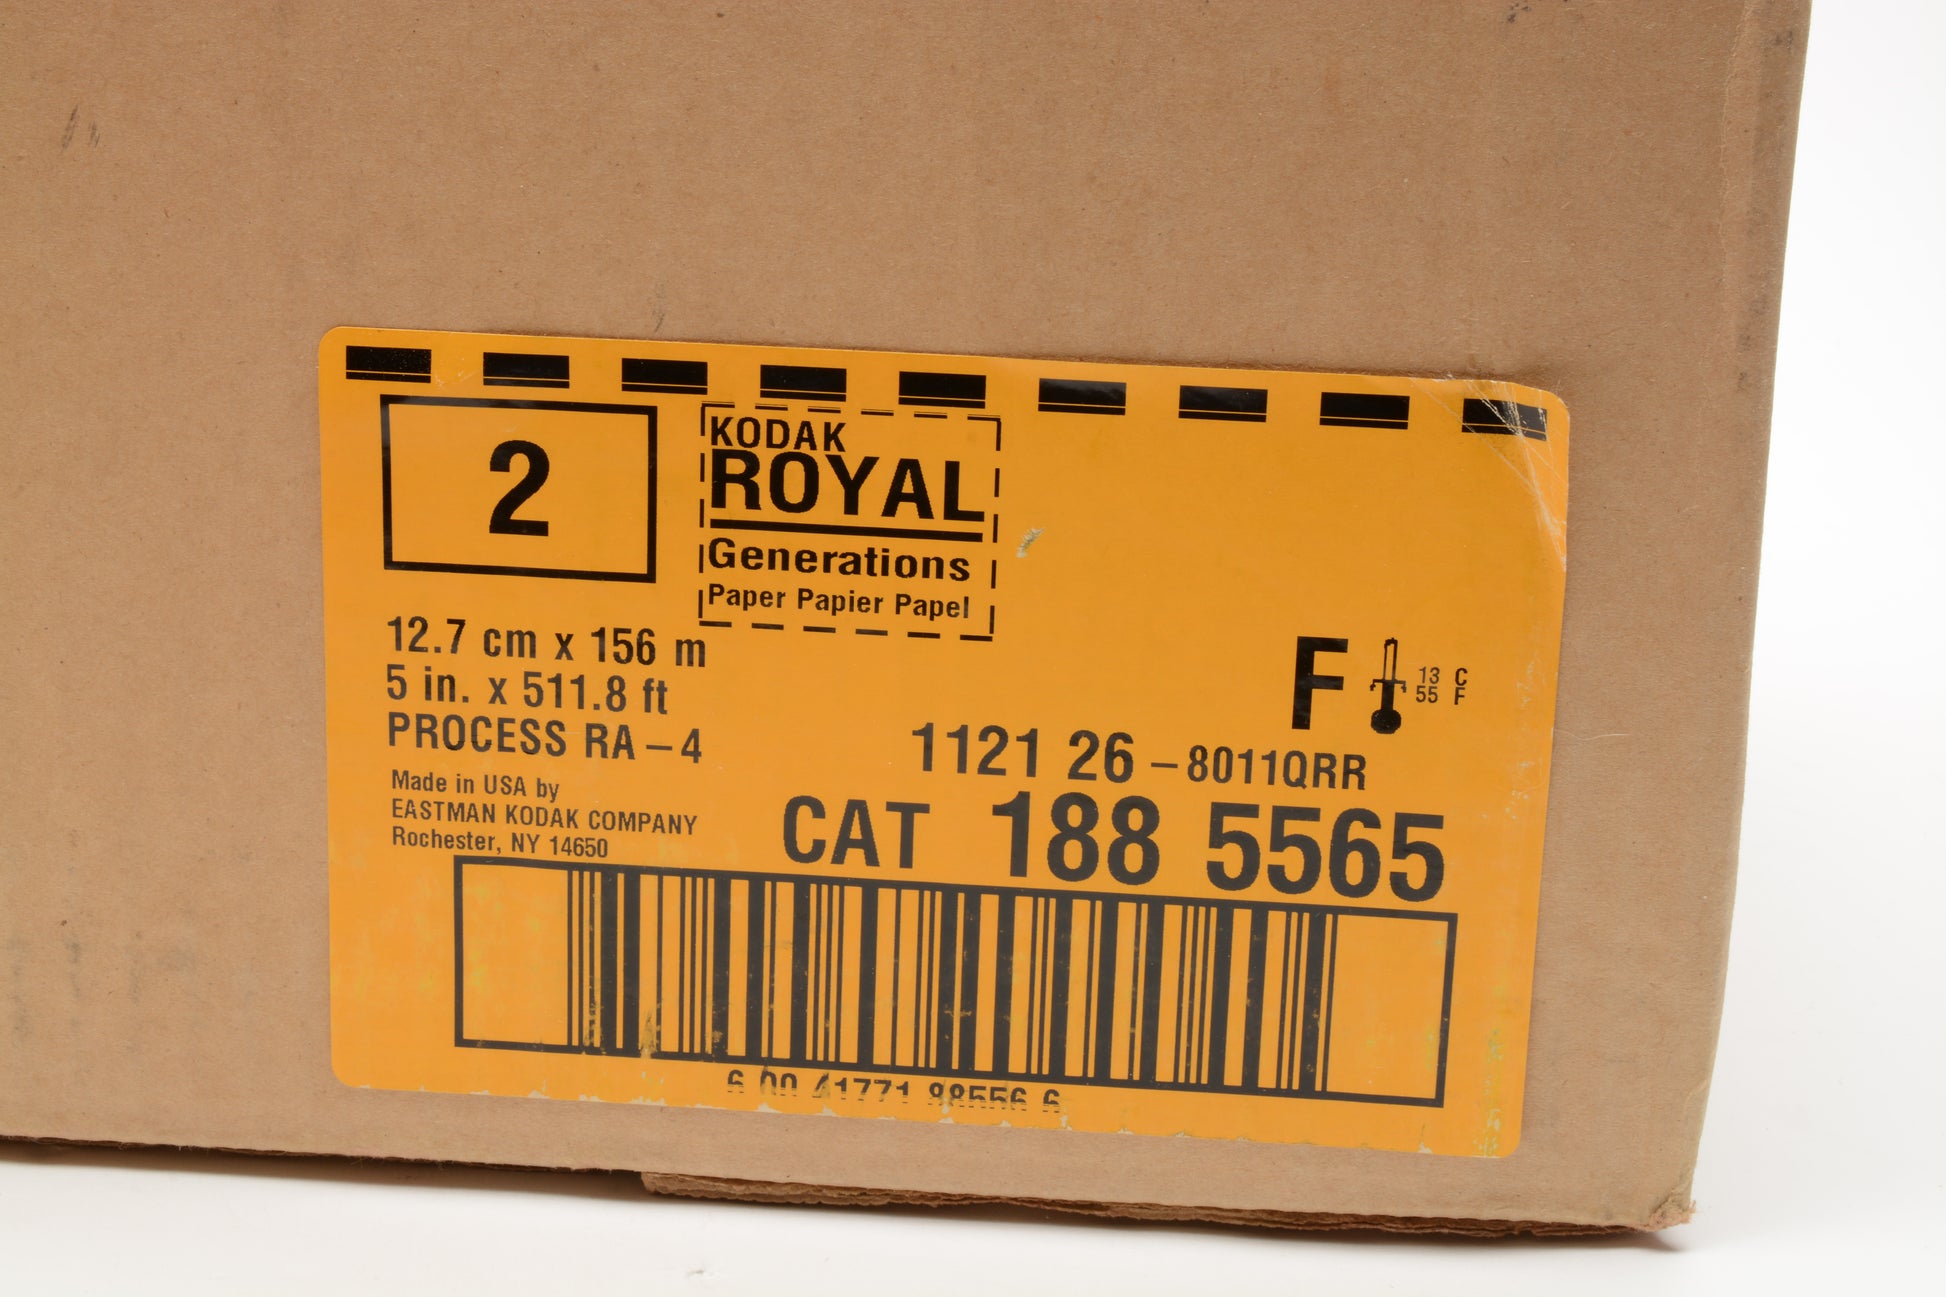 2
KODAK
ROYAL
Generations
Paper Papier Papel
12.7 cm x 156 m
5 in. x 511.8 ft
PROCESS RA-4
Made in USA by
EASTMAN KODAK COMPANY
Rochester, NY 14650
F
13 C
55 F
1121 26 -8011QRR
CAT 188 5565
6 00 41771 88556 6